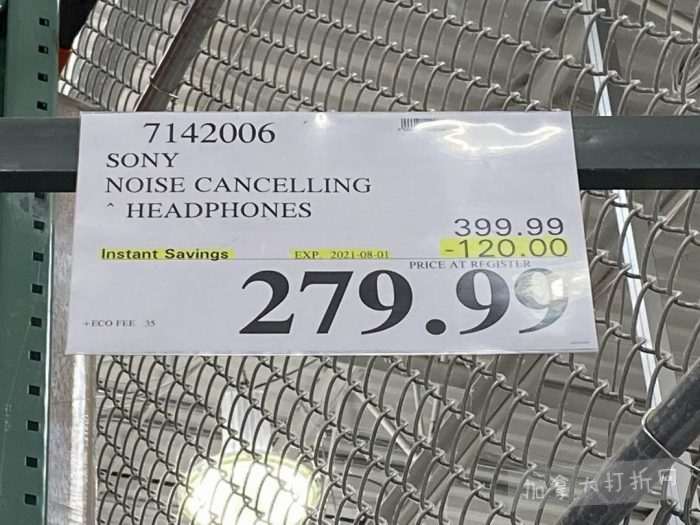 7142006
SONY
NOISE CANCELLING
^ HEADPHONES
399.99
Instant Savings EXP. 2021-08-01 -120.00
PRICE AT REGISTER
279.99
+ECO FEE .35
加拿大打折网